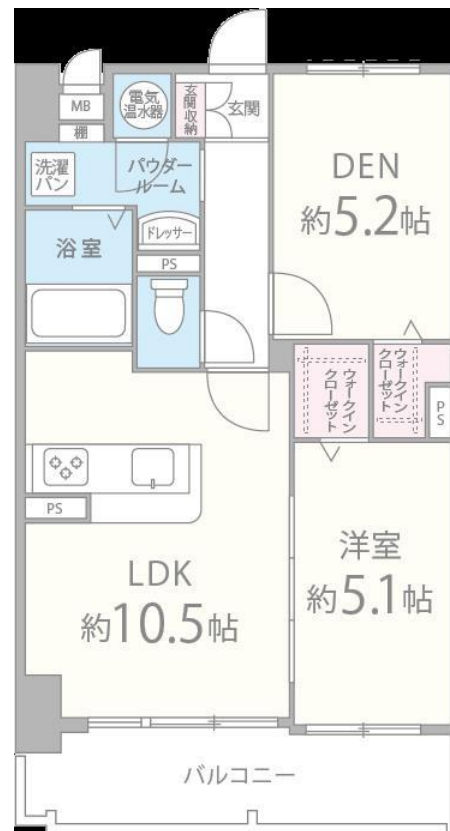 MB
棚
電気
温水器
玄関収納
玄関
洗濯
パン
パウダー
ルーム
ドレッサー
浴室
PS
DEN
約5.2帖
ウォークイン
クローゼット
ウォークイン
クローゼット
PS
PS
LDK
約10.5帖
洋室
約5.1帖
バルコニー